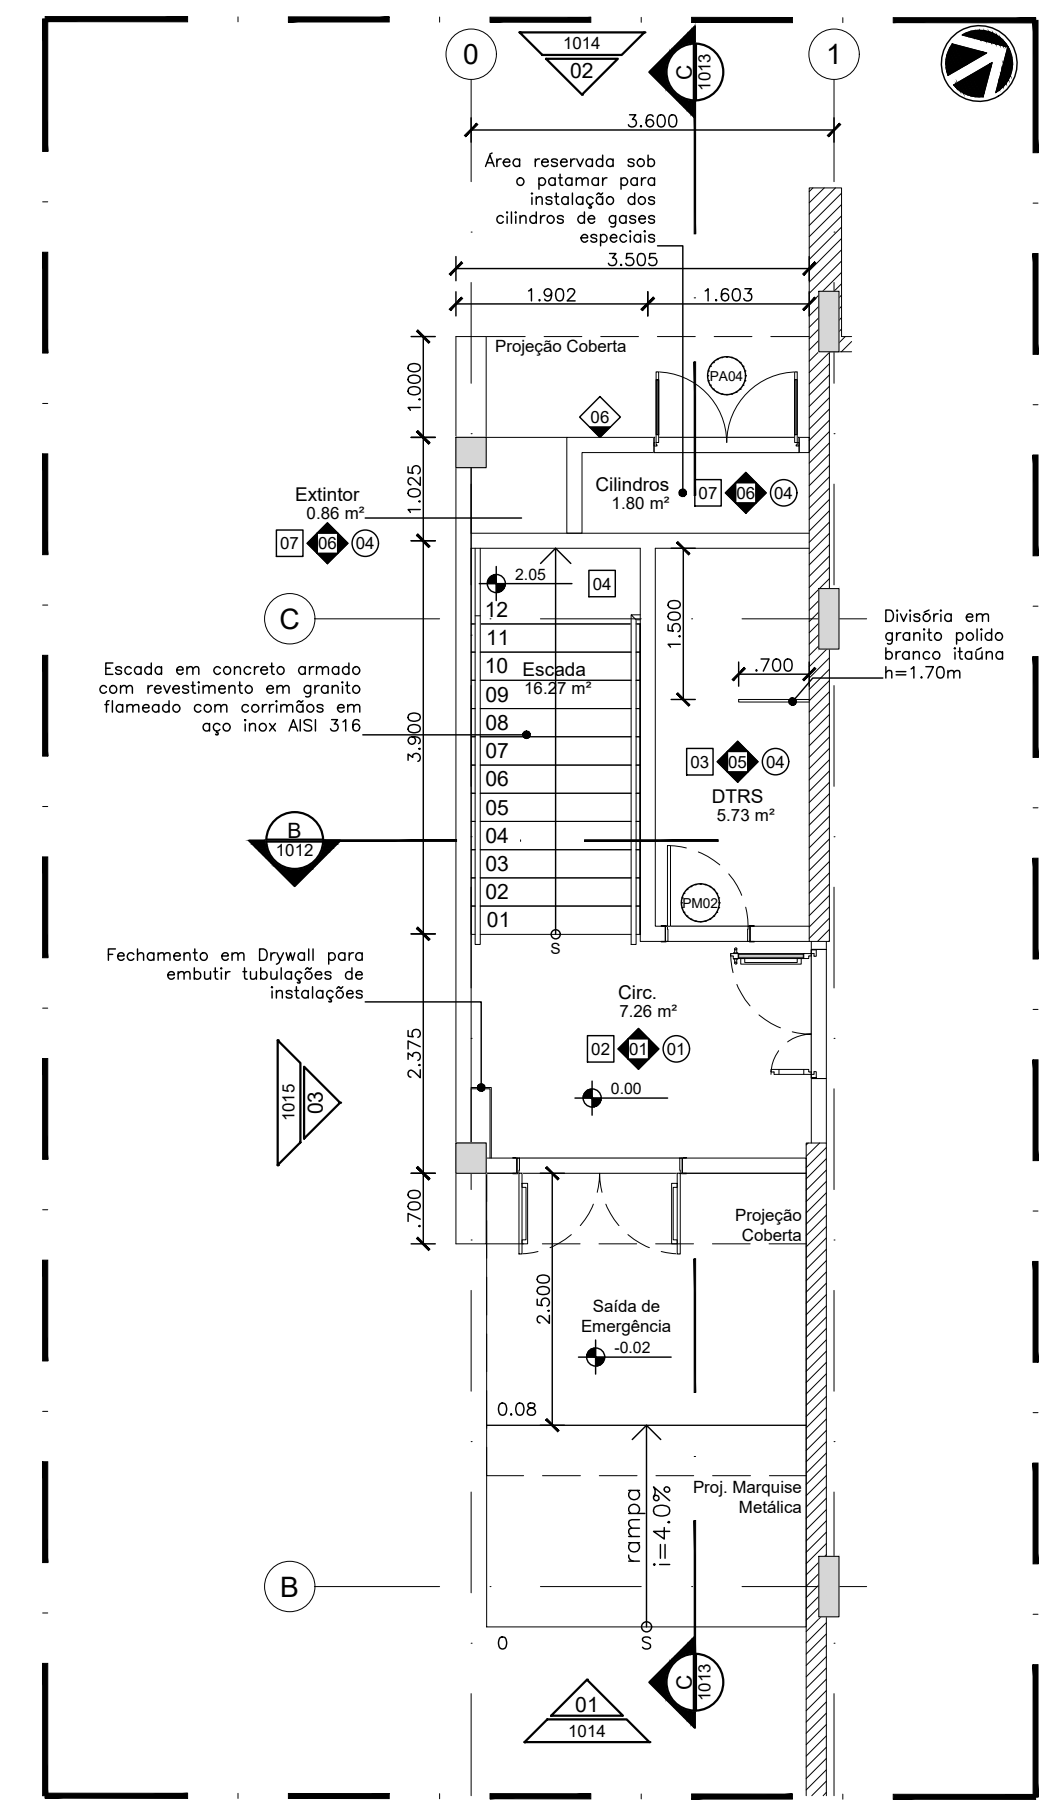 0
1014
02
C
1013
1
3.600
Área reservada sob
o patamar para
instalação dos
cilindros de gases
especiais
3.505
1.902
1.603
Projeção Coberta
1.000
PA04
06
1.025
Extintor
0.86 m²
07 06 04
Cilindros
1.80 m²
07 06 04
2.05
04
C
12
11
10
09
08
07
06
05
04
03
02
01
S
Escada
16.27 m²
1.500
.700
Divisória em
granito polido
branco itaúna
h=1.70m
Escada em concreto armado
com revestimento em granito
flameado com corrimãos em
aço inox AISI 316
3.900
03 05 04
DTRS
5.73 m²
B
1012
PM02
Fechamento em Drywall para
embutir tubulações de
instalações
Circ.
7.26 m²
02 01 01
0.00
2.375
1015
03
.700
Projeção
Coberta
2.500
Saída de
Emergência
-0.02
0.08
rampa
i=4.0%
Proj. Marquise
Metálica
B
0
S
C
1013
01
1014